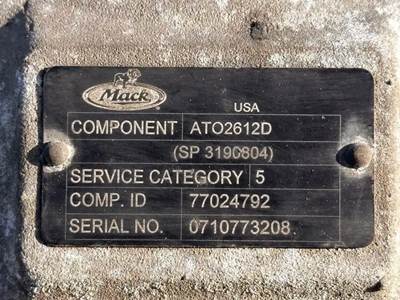 Mack
USA
COMPONENT ATO2612D
(SP 3190804)
SERVICE CATEGORY 5
COMP. ID 77024792
SERIAL NO. 0710773208